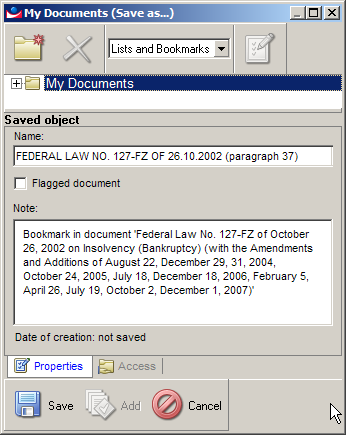 My Documents (Save as...)
Lists and Bookmarks
My Documents
Saved object
Name:
FEDERAL LAW NO. 127-FZ OF 26.10.2002 (paragraph 37)
Flagged document
Note:
Bookmark in document 'Federal Law No. 127-FZ of October
26, 2002 on Insolvency (Bankruptcy) (with the Amendments
and Additions of August 22, December 29, 31, 2004,
October 24, 2005, July 18, December 18, 2006, February 5,
April 26, July 19, October 2, December 1, 2007)'
Date of creation: not saved
Properties Access
Save Add Cancel